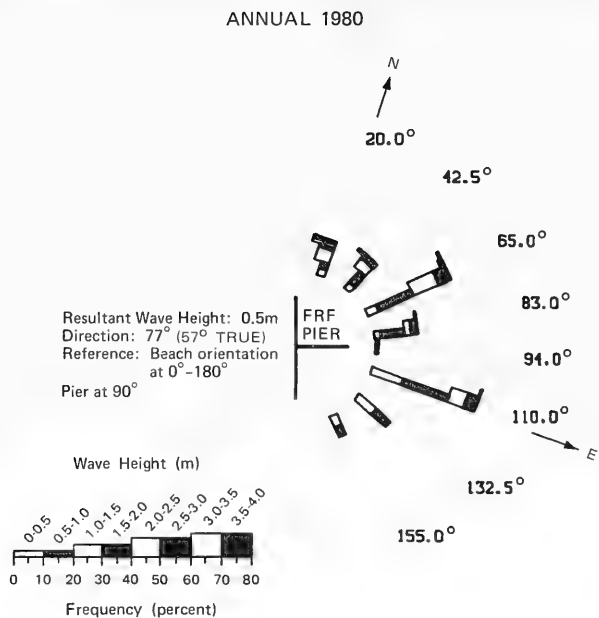 ANNUAL 1980
N
20.0°
42.5°
65.0°
83.0°
94.0°
110.0°
E
132.5°
155.0°
FRF
PIER
Resultant Wave Height: 0.5m
Direction: 77° (57° TRUE)
Reference: Beach orientation
at 0°-180°
Pier at 90°
Wave Height (m)
0-0.5 0.5-1.0 1.0-1.5 1.5-2.0 2.0-2.5 2.5-3.0 3.0-3.5 3.5-4.0
0 10 20 30 40 50 60 70 80
Frequency (percent)